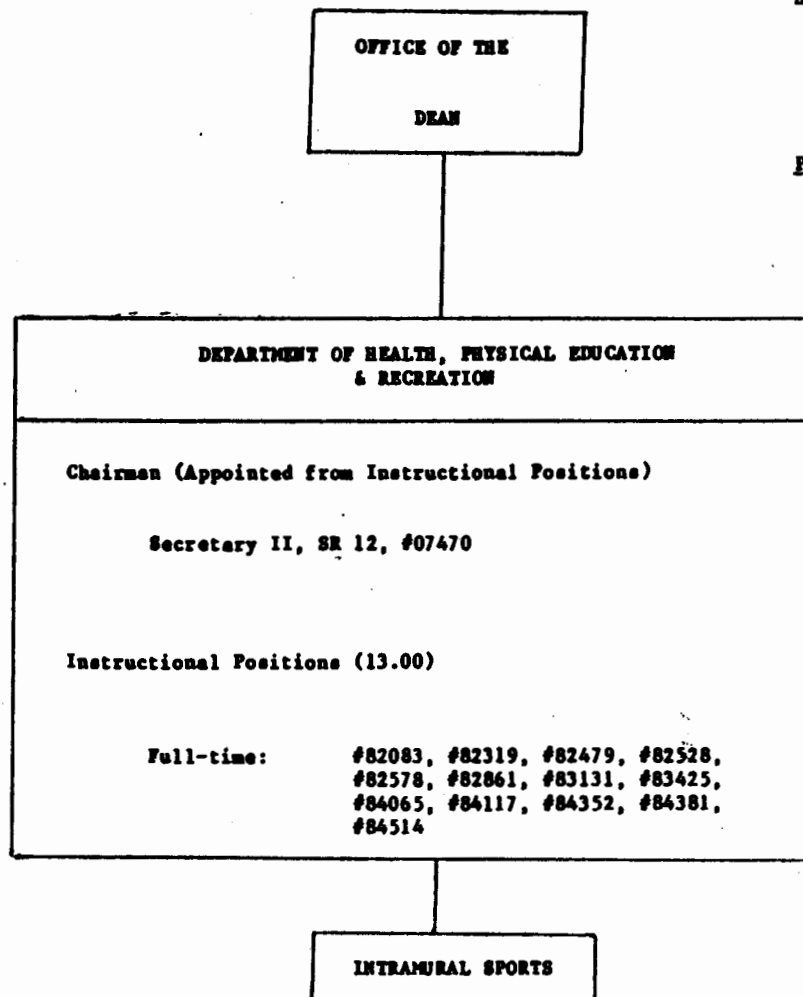 OFFICE OF THE
DEAN
DEPARTMENT OF HEALTH, PHYSICAL EDUCATION
& RECREATION
Chairman (Appointed from Instructional Positions)
Secretary II, SR 12, #07470
Instructional Positions (13.00)
Full-time: #82083, #82319, #82479, #82528,
#82578, #82861, #83131, #83425,
#84065, #84117, #84352, #84381,
#84514
INTRAMURAL SPORTS